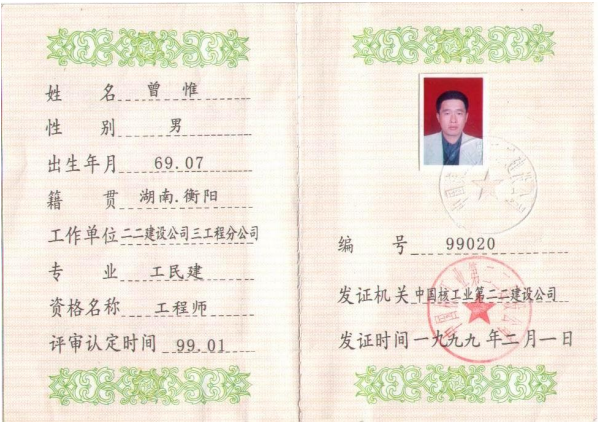 姓 名 曾 惟
性 别 男
出生年月 69.07
籍 贯 湖南.衡阳
工作单位 二二建设公司三工程分公司
专 业 工民建
资格名称 工程师
评审认定时间 99.01
编 号 99020
发证机关 中国核工业第二二建设公司
发证时间 一九九九年二月一日